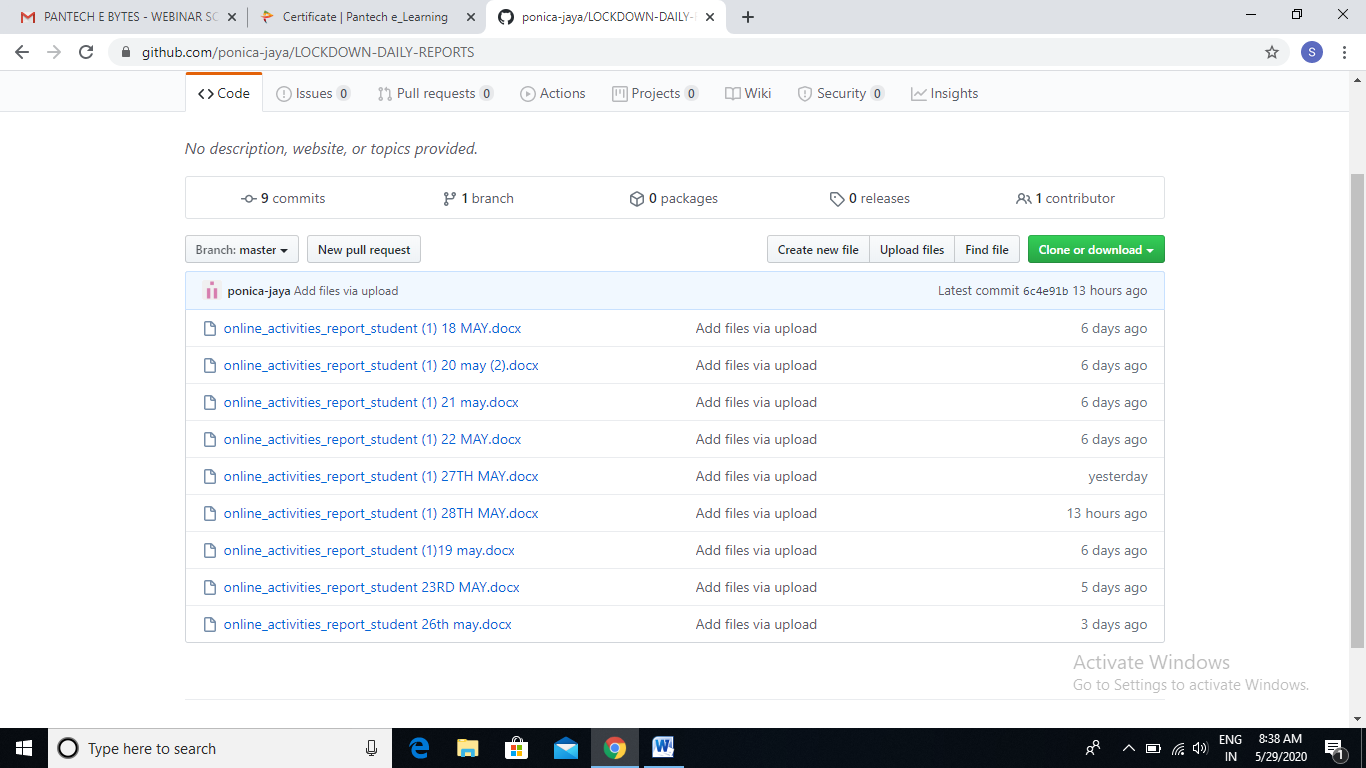 PANTECH E BYTES - WEBINAR SC
Certificate | Pantech e_Learning
ponica-jaya/LOCKDOWN-DAILY-R
github.com/ponica-jaya/LOCKDOWN-DAILY-REPORTS
S
Code Issues 0 Pull requests 0 Actions Projects 0 Wiki Security 0 Insights
No description, website, or topics provided.
9 commits 1 branch 0 packages 0 releases 1 contributor
Branch: master New pull request Create new file Upload files Find file Clone or download
ponica-jaya Add files via upload Latest commit 6c4e91b 13 hours ago
online_activities_report_student (1) 18 MAY.docx Add files via upload 6 days ago
online_activities_report_student (1) 20 may (2).docx Add files via upload 6 days ago
online_activities_report_student (1) 21 may.docx Add files via upload 6 days ago
online_activities_report_student (1) 22 MAY.docx Add files via upload 6 days ago
online_activities_report_student (1) 27TH MAY.docx Add files via upload yesterday
online_activities_report_student (1) 28TH MAY.docx Add files via upload 13 hours ago
online_activities_report_student (1)19 may.docx Add files via upload 6 days ago
online_activities_report_student 23RD MAY.docx Add files via upload 5 days ago
online_activities_report_student 26th may.docx Add files via upload 3 days ago
Activate Windows
Go to Settings to activate Windows.
Type here to search
ENG
IN
8:38 AM
5/29/2020
1